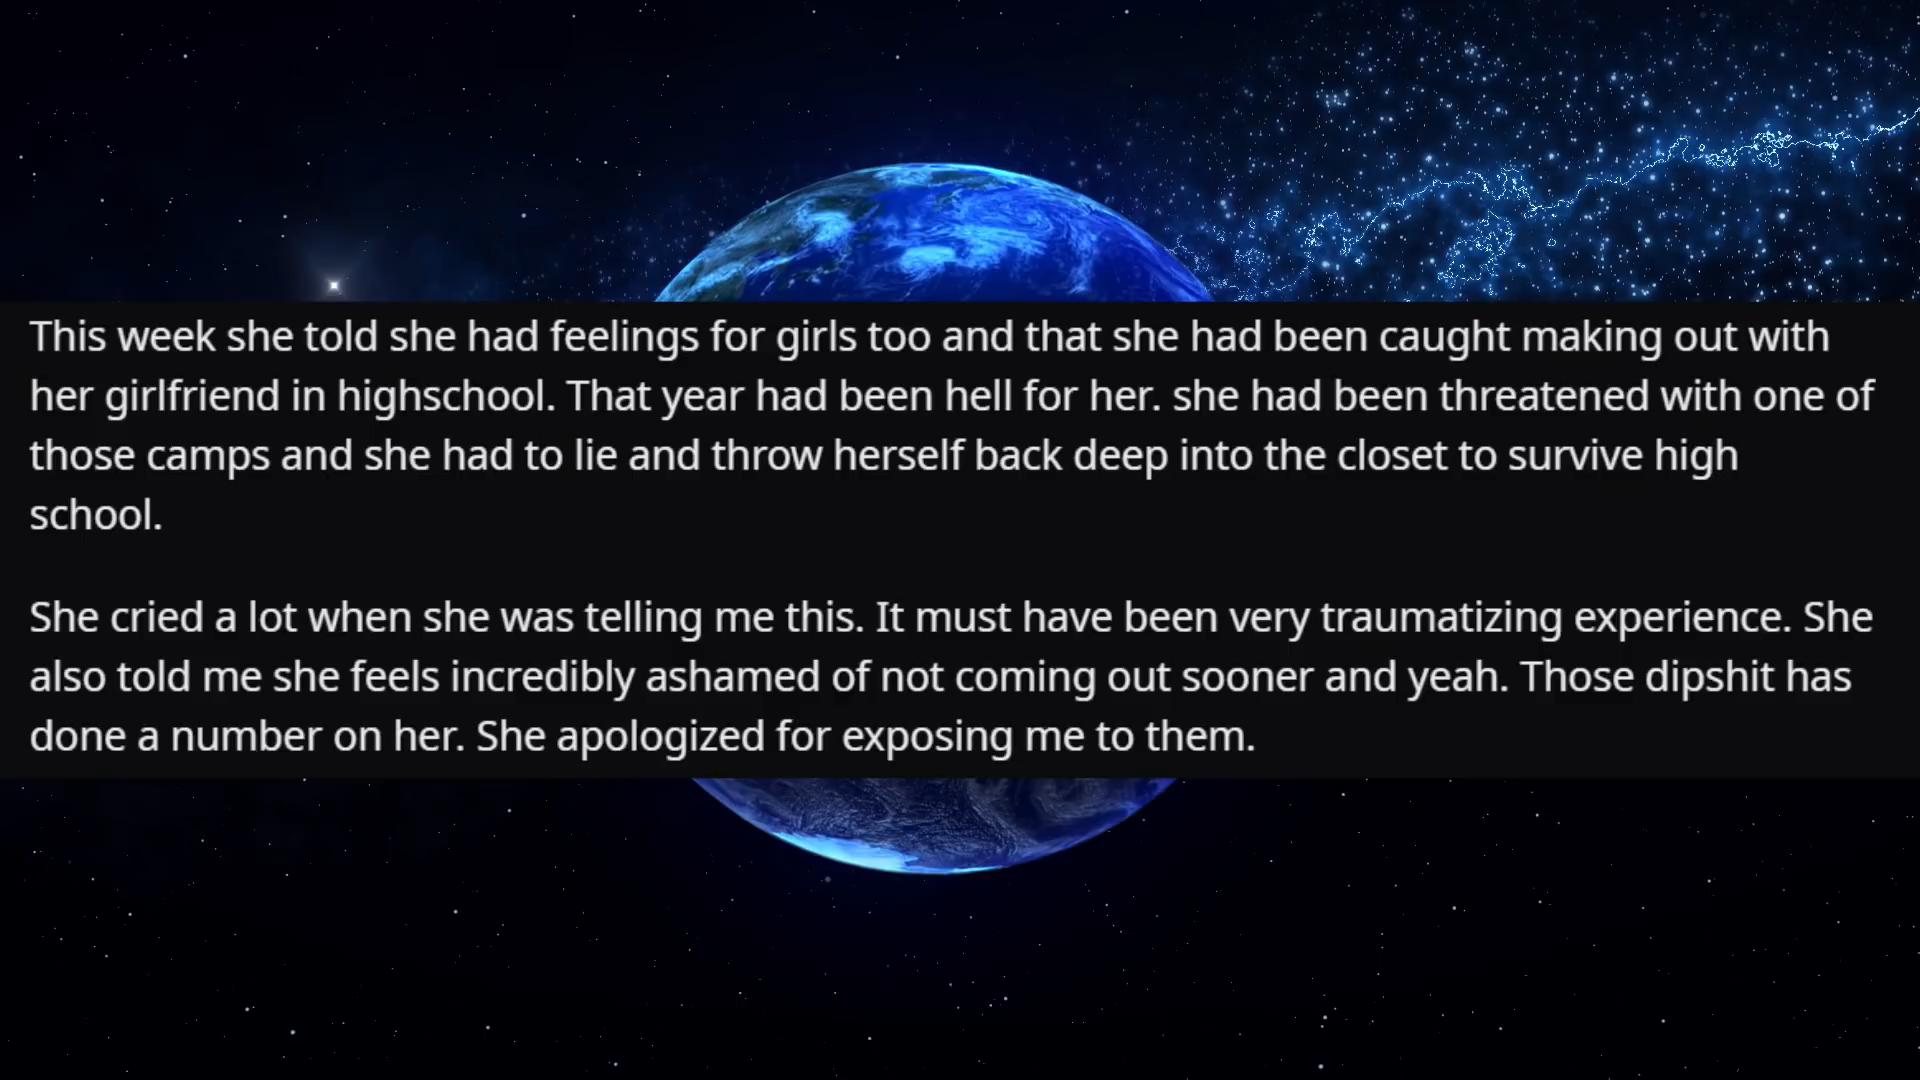 This week she told she had feelings for girls too and that she had been caught making out with
her girlfriend in highschool. That year had been hell for her. she had been threatened with one of
those camps and she had to lie and throw herself back deep into the closet to survive high
school.
She cried a lot when she was telling me this. It must have been very traumatizing experience. She
also told me she feels incredibly ashamed of not coming out sooner and yeah. Those dipshit has
done a number on her. She apologized for exposing me to them.